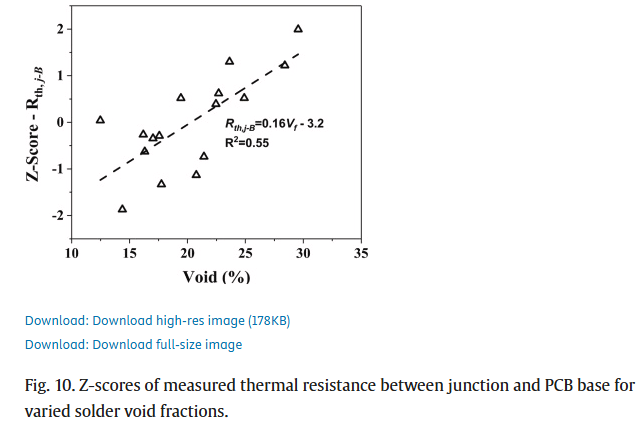 2
1
0
-1
-2
Z-Score - Rth, j-B
Rth,j-B=0.16Vf - 3.2
R²=0.55
10 15 20 25 30 35
Void (%)
Download: Download high-res image (178KB)
Download: Download full-size image
Fig. 10. Z-scores of measured thermal resistance between junction and PCB base for
varied solder void fractions.